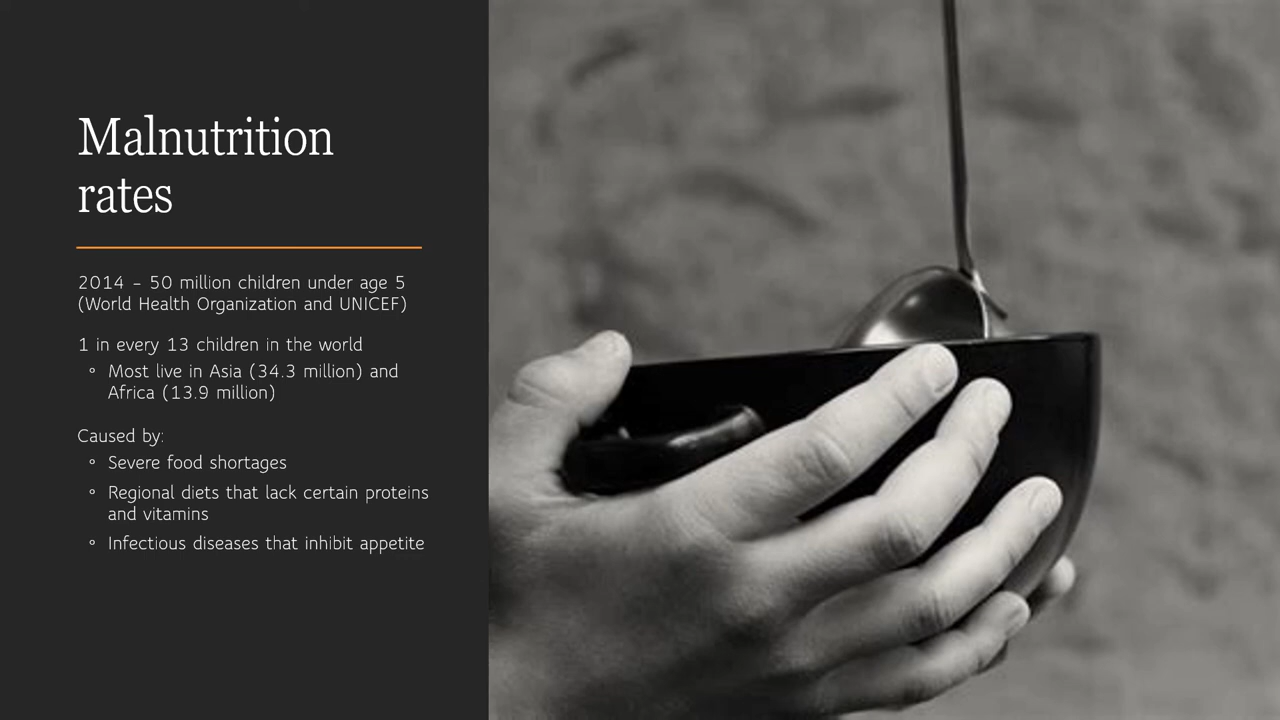 Malnutrition
rates
2014 – 50 million children under age 5
(World Health Organization and UNICEF)
1 in every 13 children in the world
◦ Most live in Asia (34.3 million) and
Africa (13.9 million)
Caused by:
◦ Severe food shortages
◦ Regional diets that lack certain proteins
and vitamins
◦ Infectious diseases that inhibit appetite